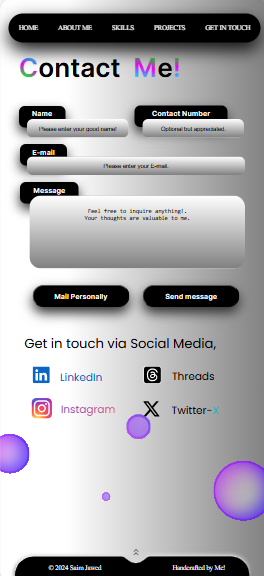 HOME ABOUT ME SKILLS PROJECTS GET IN TOUCH
Contact Me!
Name Contact Number
Please enter your good name! Optional but appreciated.
E-mail
Please enter your E-mail.
Message
Feel free to inquire anything!.
Your thoughts are valuable to me.
Mail Personally Send message
Get in touch via Social Media,
LinkedIn Threads
Instagram Twitter-X
© 2024 Saim Jawed Handcrafted by Me!